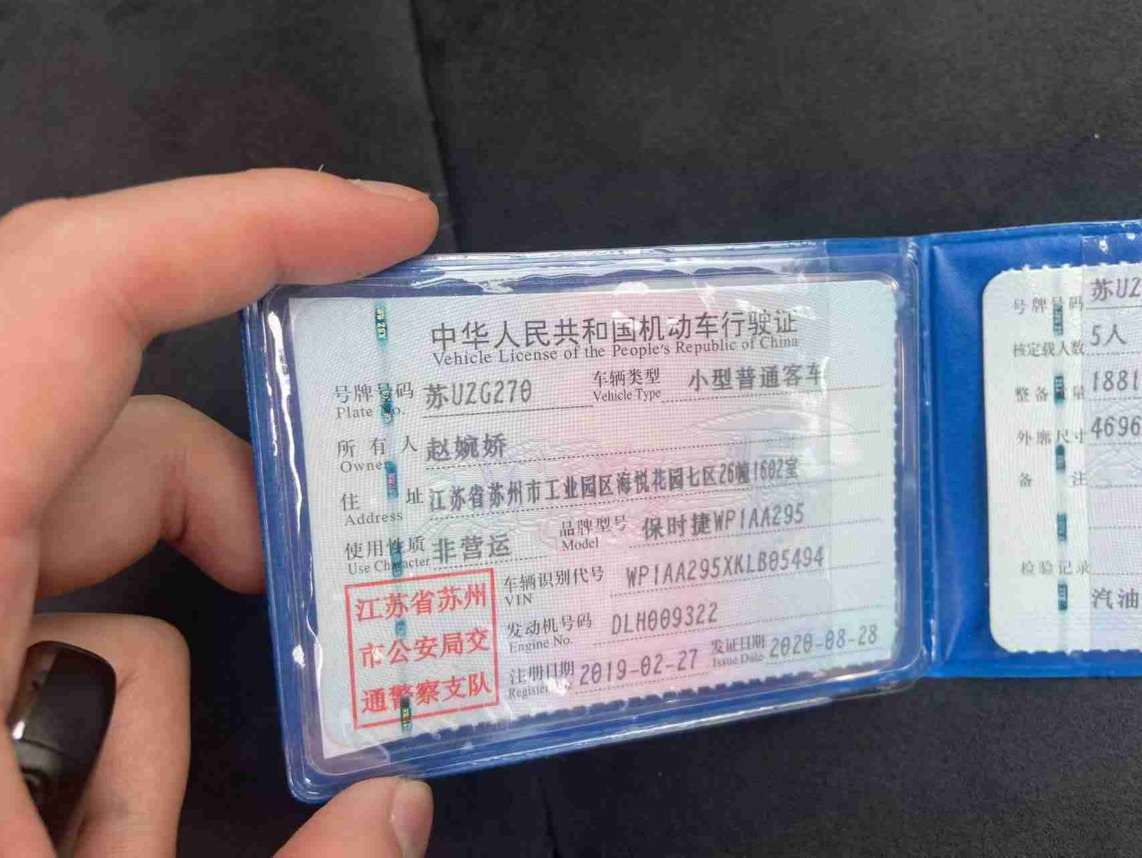 中华人民共和国机动车行驶证
Vehicle License of the People's Republic of China
号牌号码 苏UZG270 车辆类型 小型普通客车
Plate No. Vehicle Type
所有人 赵婉娇
Owner
住址 江苏省苏州市工业园区海悦花园七区26幢1602室
Address
使用性质 非营运 品牌型号 保时捷WP1AA295
Use Character Model
江苏省苏州
市公安局交
通警察支队
车辆识别代号 WP1AA295XKLB05494
VIN
发动机号码 DLH009322
Engine No.
注册日期 2019-02-27 发证日期 2020-08-28
Register Issue Date
号牌号码 苏UZ
核定载人数 5人
整备质量 1881
外廓尺寸 4696
备注
检验记录
汽油